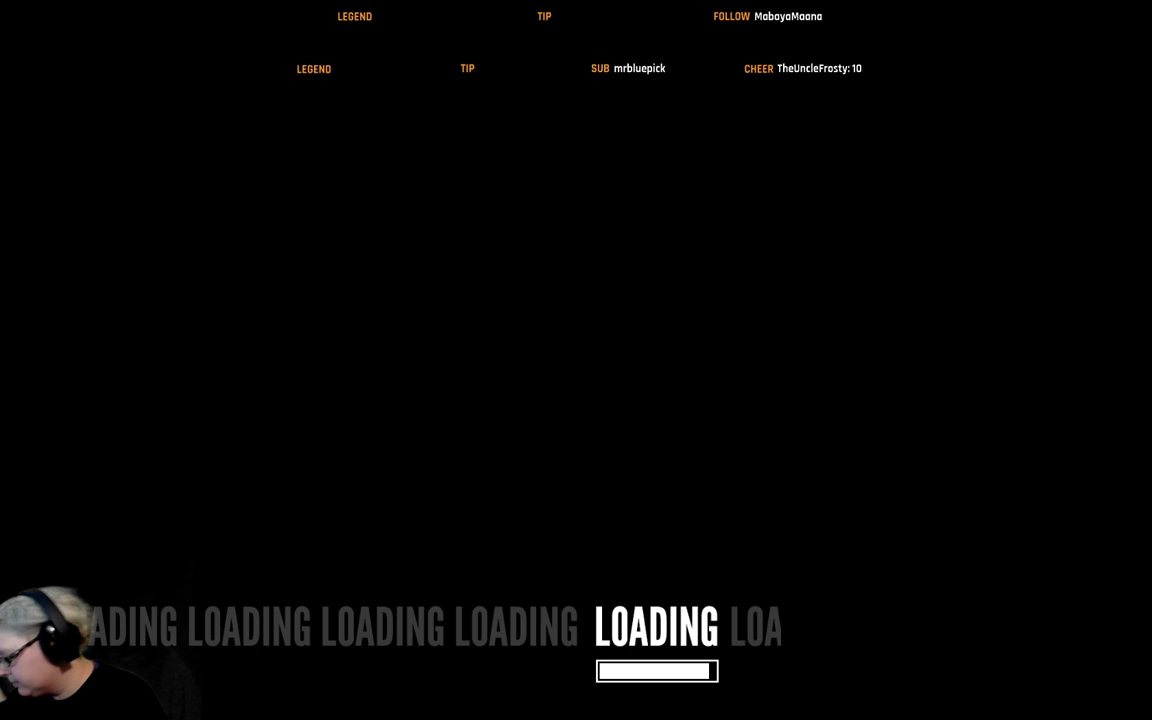 LEGEND TIP FOLLOW MabayaMaana
LEGEND TIP SUB mrbluepick CHEER TheUncleFrosty: 10
ADING LOADING LOADING LOADING LOADING LOA